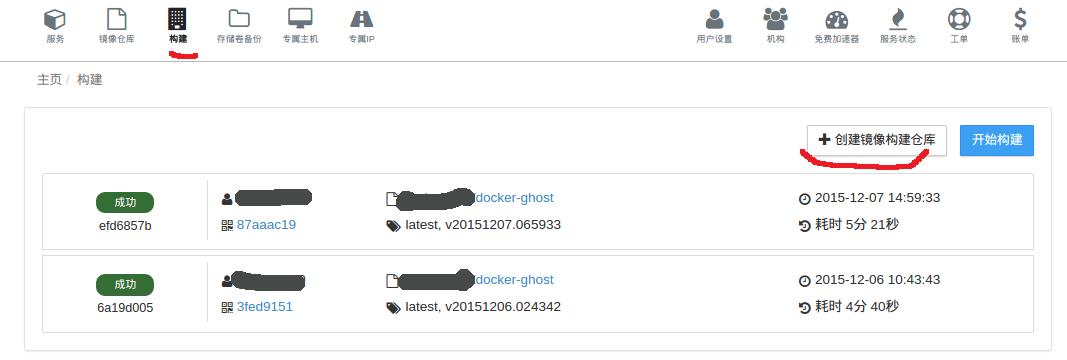 服务 镜像仓库 构建 存储卷备份 专属主机 专属IP 用户设置 机构 免费加速器 服务状态 工单 账单
主页 / 构建
创建镜像构建仓库 开始构建
成功 docker-ghost 2015-12-07 14:59:33
efd6857b 87aaac19 latest, v20151207.065933 耗时 5分 21秒
成功 docker-ghost 2015-12-06 10:43:43
6a19d005 3fed9151 latest, v20151206.024342 耗时 4分 40秒